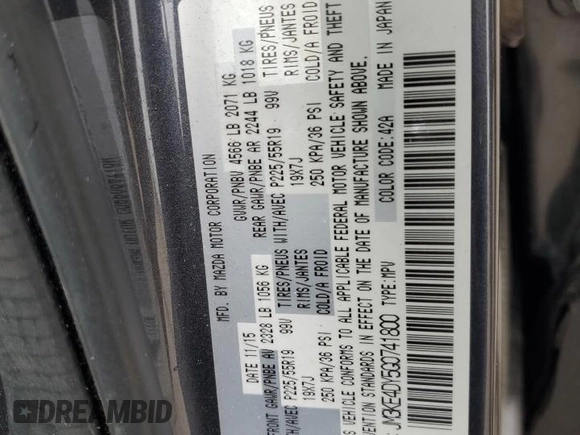 MFD. BY MAZDA MOTOR CORPORATION
DATE 11/15 GVWR/PNBV 4566 LB 2071 KG
FRONT GAWR/PNBE AV 2328 LB 1056 KG REAR GAWR/PNBE AR 2244 LB 1018 KG
WITH/AVEC P225/55R19 99V TIRES/PNEUS WITH/AVEC P225/55R19 99V TIRES/PNEUS
19X7J RIMS/JANTES 19X7J RIMS/JANTES
250 KPA/36 PSI COLD/A FROID 250 KPA/36 PSI COLD/A FROID
VEHICLE CONFORMS TO ALL APPLICABLE FEDERAL MOTOR VEHICLE SAFETY AND THEFT
EFFECT ON THE DATE OF MANUFACTURE SHOWN ABOVE.
JM3KE4DY5G0741800 TYPE:MPV COLOR CODE:42A MADE IN JAPAN
DREAMBID